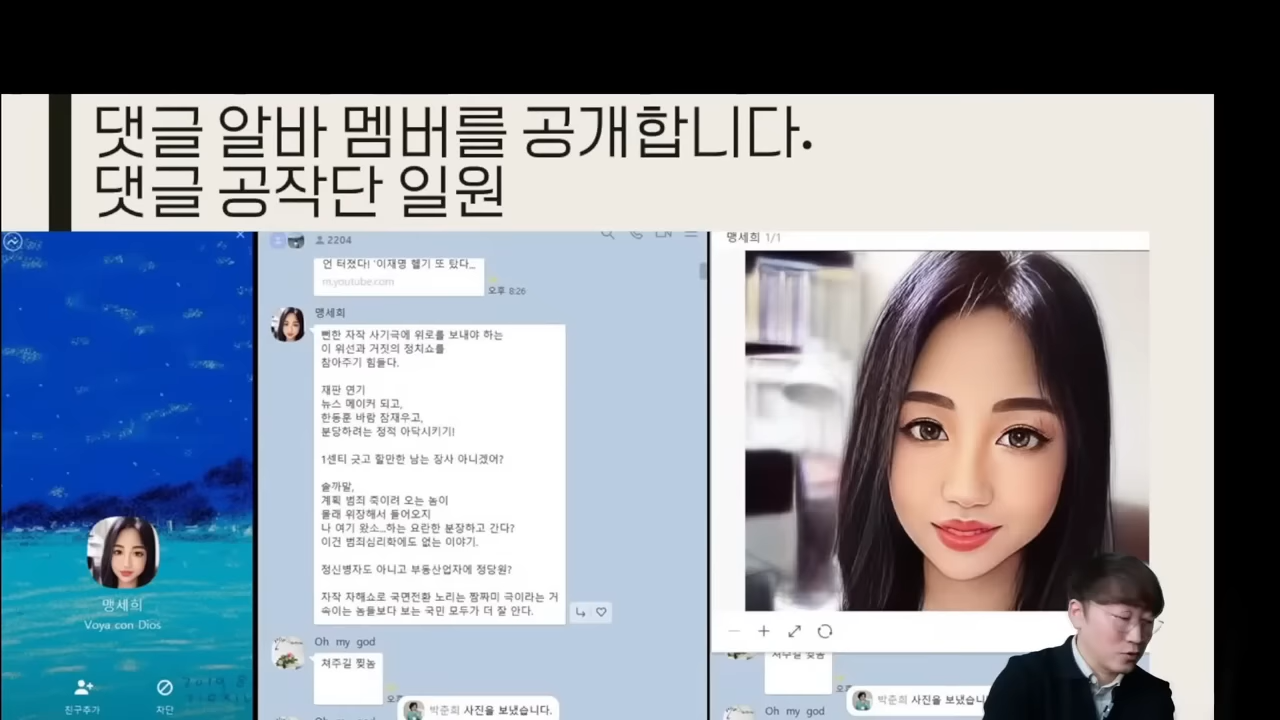 댓글 알바 멤버를 공개합니다.
댓글 공작단 일원
맹세희
Voya con Dios
친구추가
차단
2204
언 터졌다! '이재명 헬기 또 탔다...
m.youtube.com
오후 8:26
맹세희
뻔한 자작 사기극에 위로를 보내야 하는
이 위선과 거짓의 정치쇼를
참아주기 힘들다.
재판 연기
뉴스 메이커 되고,
한동훈 바람 잠재우고,
분당하려는 정적 아닥시키기!
1센티 긋고 할만한 남는 장사 아니겠어?
솔까말,
계획 범죄 죽이려 오는 놈이
몰래 위장해서 들어오지
나 여기 왔소...하는 요란한 분장하고 간다?
이건 범죄심리학에도 없는 이야기.
정신병자도 아니고 부동산업자에 정당원?
자작 자해쇼로 국면전환 노리는 짬짜미 극이라는 거
속이는 놈들보다 보는 국민 모두가 더 잘 안다.
Oh my god
쳐주길 찢놈
오후
박준희 사진을 보냈습니다.
Oh my god
맹세희 1/1
쳐주길 찢놈
오후
박준희 사진을 보냈습니
Oh my god